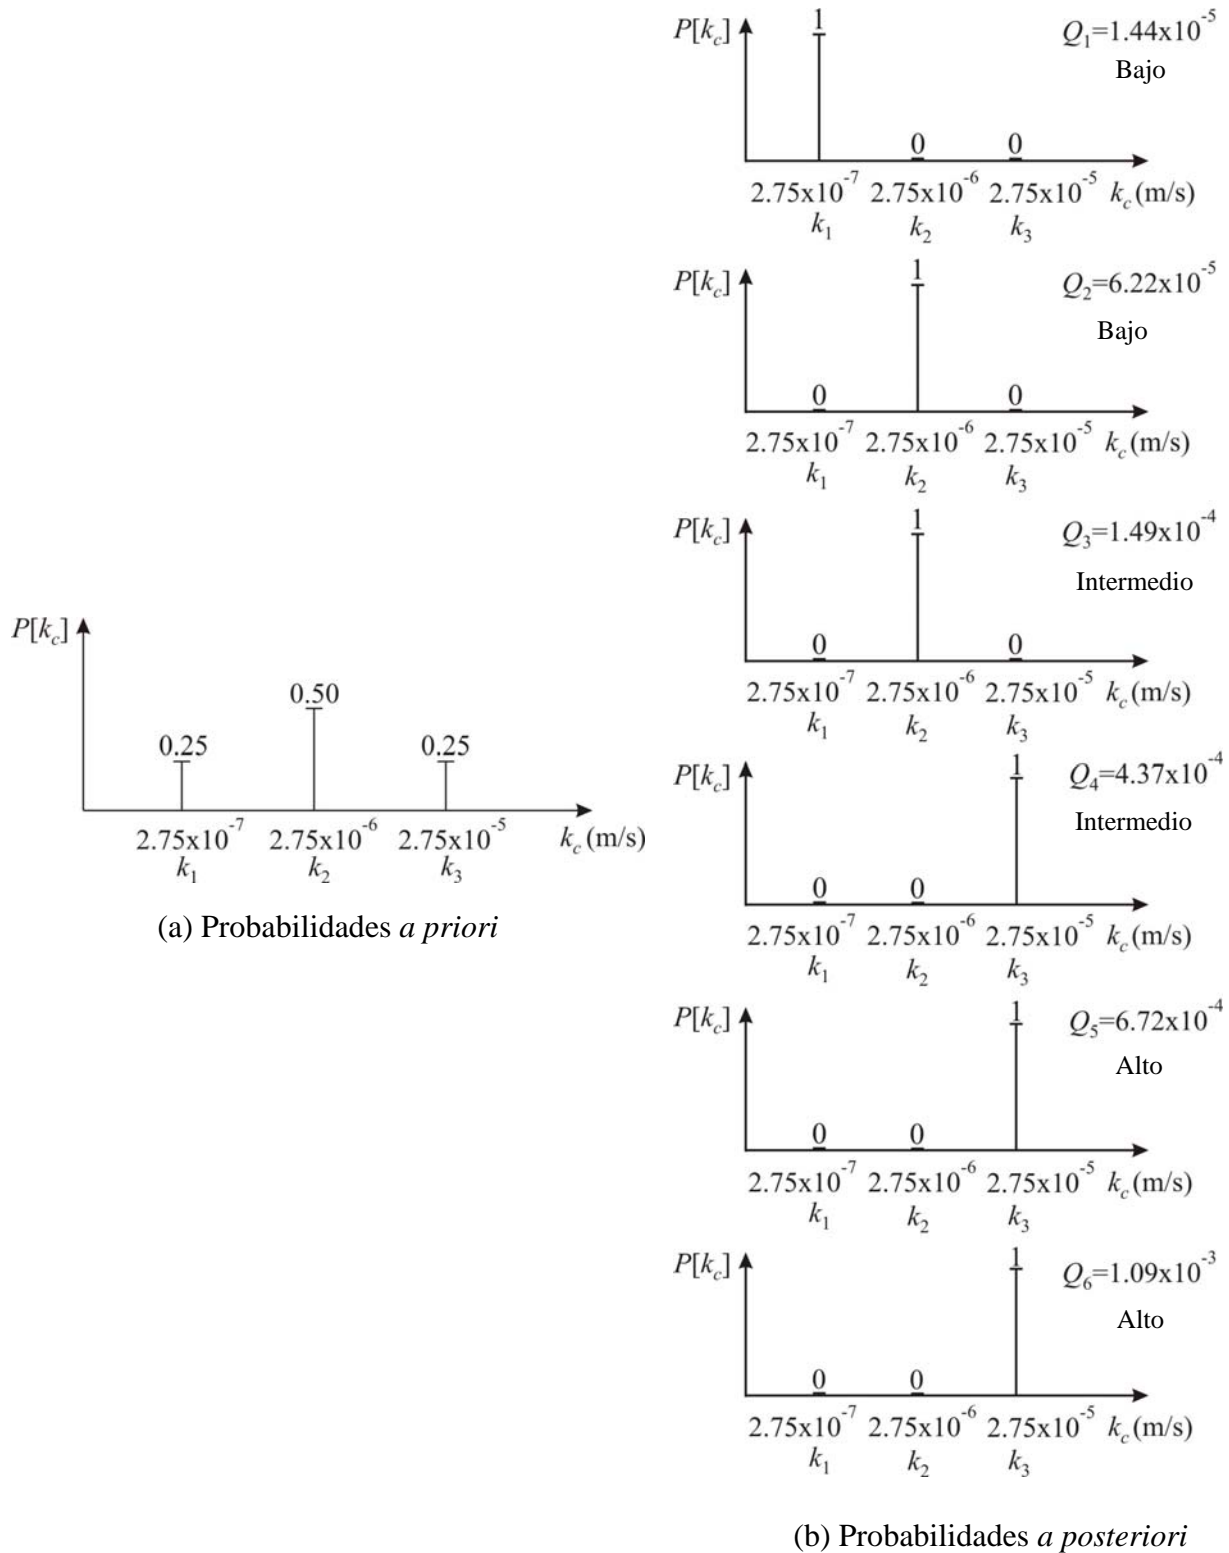 P[k_c]
0.25
0.50
0.25
2.75x10^-7 2.75x10^-6 2.75x10^-5 k_c (m/s)
k_1 k_2 k_3
(a) Probabilidades a priori
P[k_c] 1 Q_1=1.44x10^-5
Bajo
0 0
2.75x10^-7 2.75x10^-6 2.75x10^-5 k_c (m/s)
k_1 k_2 k_3
P[k_c] 1 Q_2=6.22x10^-5
Bajo
0 0
2.75x10^-7 2.75x10^-6 2.75x10^-5 k_c (m/s)
k_1 k_2 k_3
P[k_c] 1 Q_3=1.49x10^-4
Intermedio
0 0
2.75x10^-7 2.75x10^-6 2.75x10^-5 k_c (m/s)
k_1 k_2 k_3
P[k_c] 1 Q_4=4.37x10^-4
Intermedio
0 0
2.75x10^-7 2.75x10^-6 2.75x10^-5 k_c (m/s)
k_1 k_2 k_3
P[k_c] 1 Q_5=6.72x10^-4
Alto
0 0
2.75x10^-7 2.75x10^-6 2.75x10^-5 k_c (m/s)
k_1 k_2 k_3
P[k_c] 1 Q_6=1.09x10^-3
Alto
0 0
2.75x10^-7 2.75x10^-6 2.75x10^-5 k_c (m/s)
k_1 k_2 k_3
(b) Probabilidades a posteriori